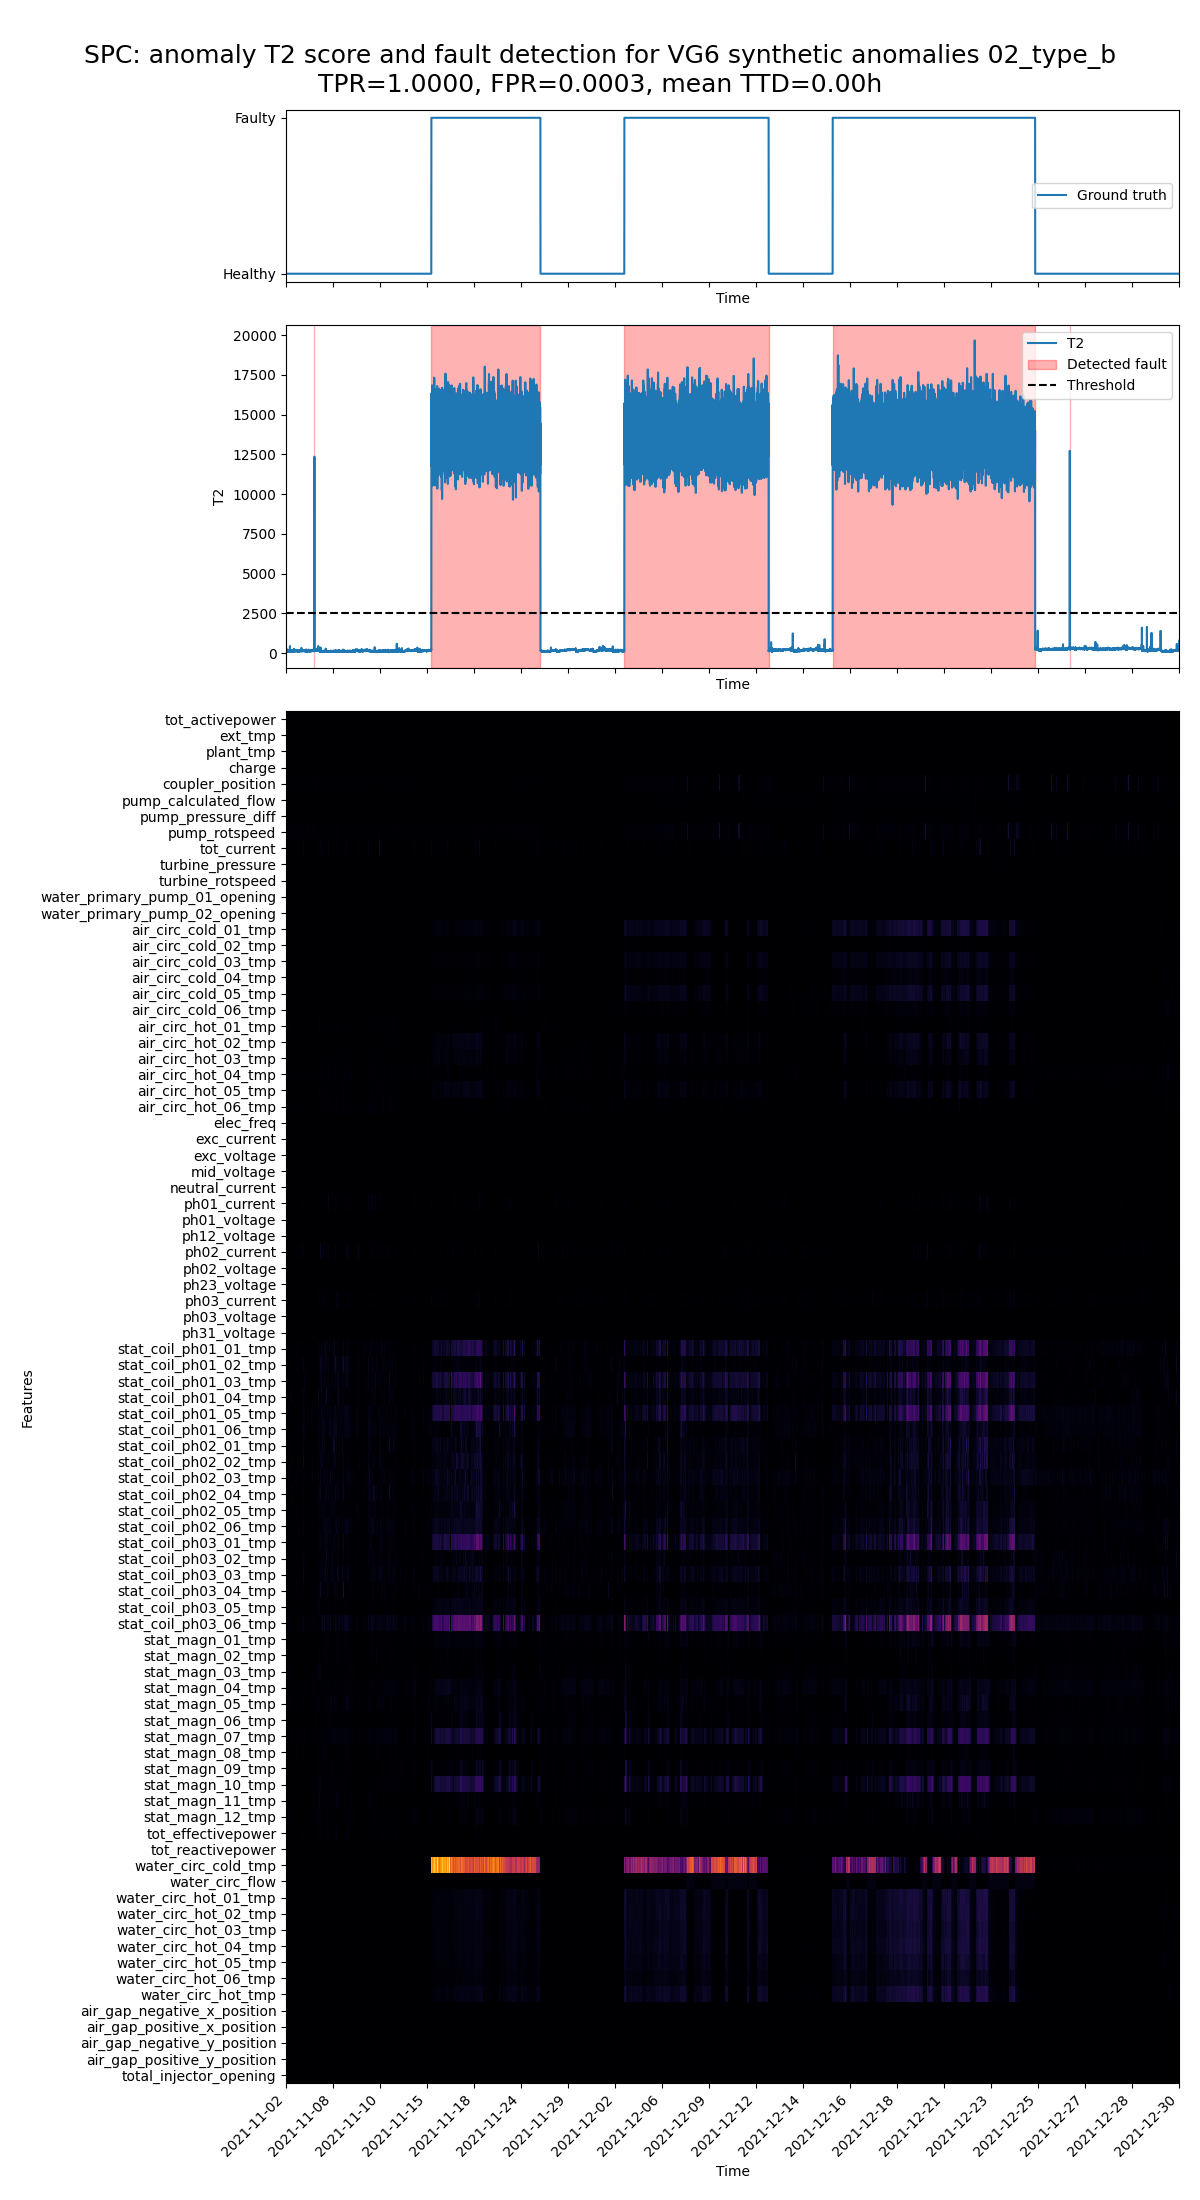 SPC: anomaly T2 score and fault detection for VG6 synthetic anomalies 02_type_b
TPR=1.0000, FPR=0.0003, mean TTD=0.00h
Faulty
Healthy
Ground truth
Time
20000
17500
15000
12500
10000
7500
5000
2500
0
T2
T2
Detected fault
Threshold
Time
Features
tot_activepower
ext_tmp
plant_tmp
charge
coupler_position
pump_calculated_flow
pump_pressure_diff
pump_rotspeed
tot_current
turbine_pressure
turbine_rotspeed
water_primary_pump_01_opening
water_primary_pump_02_opening
air_circ_cold_01_tmp
air_circ_cold_02_tmp
air_circ_cold_03_tmp
air_circ_cold_04_tmp
air_circ_cold_05_tmp
air_circ_cold_06_tmp
air_circ_hot_01_tmp
air_circ_hot_02_tmp
air_circ_hot_03_tmp
air_circ_hot_04_tmp
air_circ_hot_05_tmp
air_circ_hot_06_tmp
elec_freq
exc_current
exc_voltage
mid_voltage
neutral_current
ph01_current
ph01_voltage
ph12_voltage
ph02_current
ph02_voltage
ph23_voltage
ph03_current
ph03_voltage
ph31_voltage
stat_coil_ph01_01_tmp
stat_coil_ph01_02_tmp
stat_coil_ph01_03_tmp
stat_coil_ph01_04_tmp
stat_coil_ph01_05_tmp
stat_coil_ph01_06_tmp
stat_coil_ph02_01_tmp
stat_coil_ph02_02_tmp
stat_coil_ph02_03_tmp
stat_coil_ph02_04_tmp
stat_coil_ph02_05_tmp
stat_coil_ph02_06_tmp
stat_coil_ph03_01_tmp
stat_coil_ph03_02_tmp
stat_coil_ph03_03_tmp
stat_coil_ph03_04_tmp
stat_coil_ph03_05_tmp
stat_coil_ph03_06_tmp
stat_magn_01_tmp
stat_magn_02_tmp
stat_magn_03_tmp
stat_magn_04_tmp
stat_magn_05_tmp
stat_magn_06_tmp
stat_magn_07_tmp
stat_magn_08_tmp
stat_magn_09_tmp
stat_magn_10_tmp
stat_magn_11_tmp
stat_magn_12_tmp
tot_effectivepower
tot_reactivepower
water_circ_cold_tmp
water_circ_flow
water_circ_hot_01_tmp
water_circ_hot_02_tmp
water_circ_hot_03_tmp
water_circ_hot_04_tmp
water_circ_hot_05_tmp
water_circ_hot_06_tmp
water_circ_hot_tmp
air_gap_negative_x_position
air_gap_positive_x_position
air_gap_negative_y_position
air_gap_positive_y_position
total_injector_opening
2021-11-02
2021-11-08
2021-11-10
2021-11-15
2021-11-18
2021-11-24
2021-11-29
2021-12-02
2021-12-06
2021-12-09
2021-12-12
2021-12-14
2021-12-16
2021-12-18
2021-12-21
2021-12-23
2021-12-25
2021-12-27
2021-12-28
2021-12-30
Time